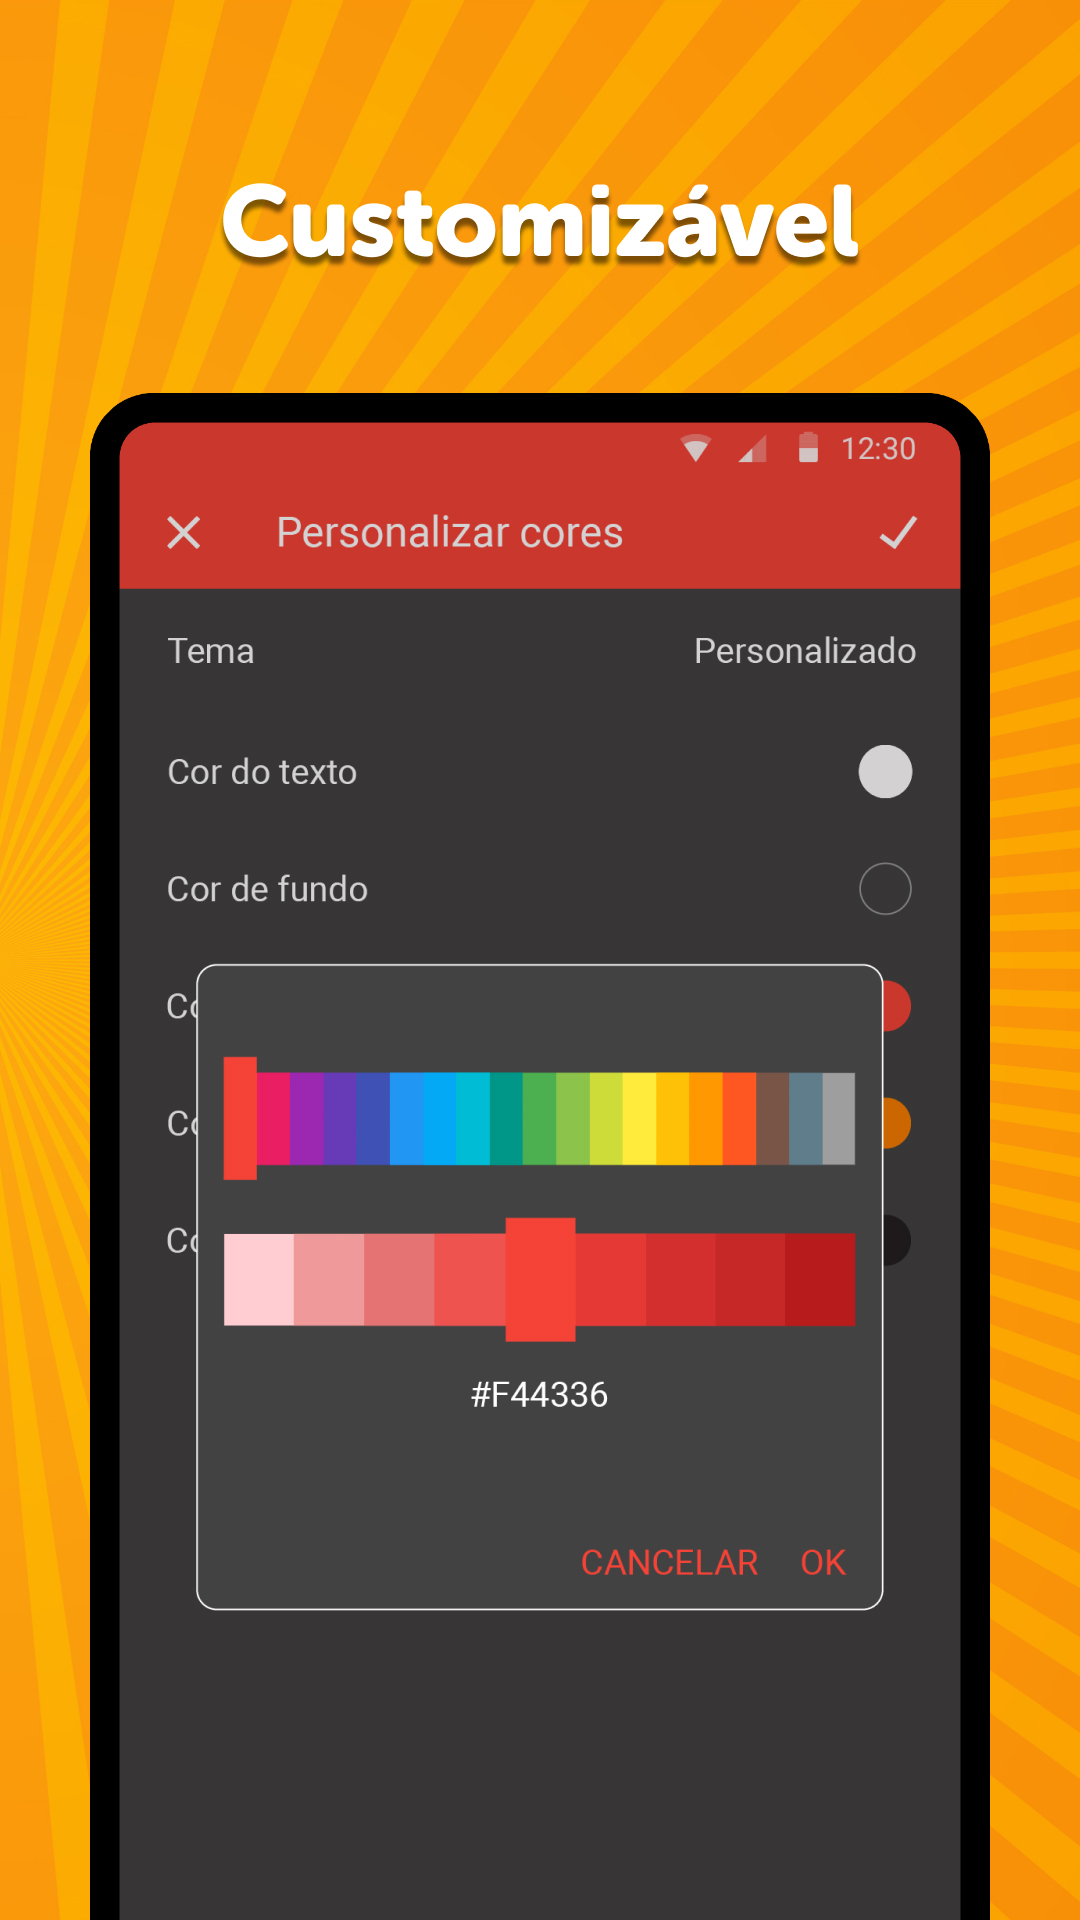 Customizável
12:30
Personalizar cores
Tema Personalizado
Cor do texto
Cor de fundo
Co
Co
Co
#F44336
CANCELAR OK